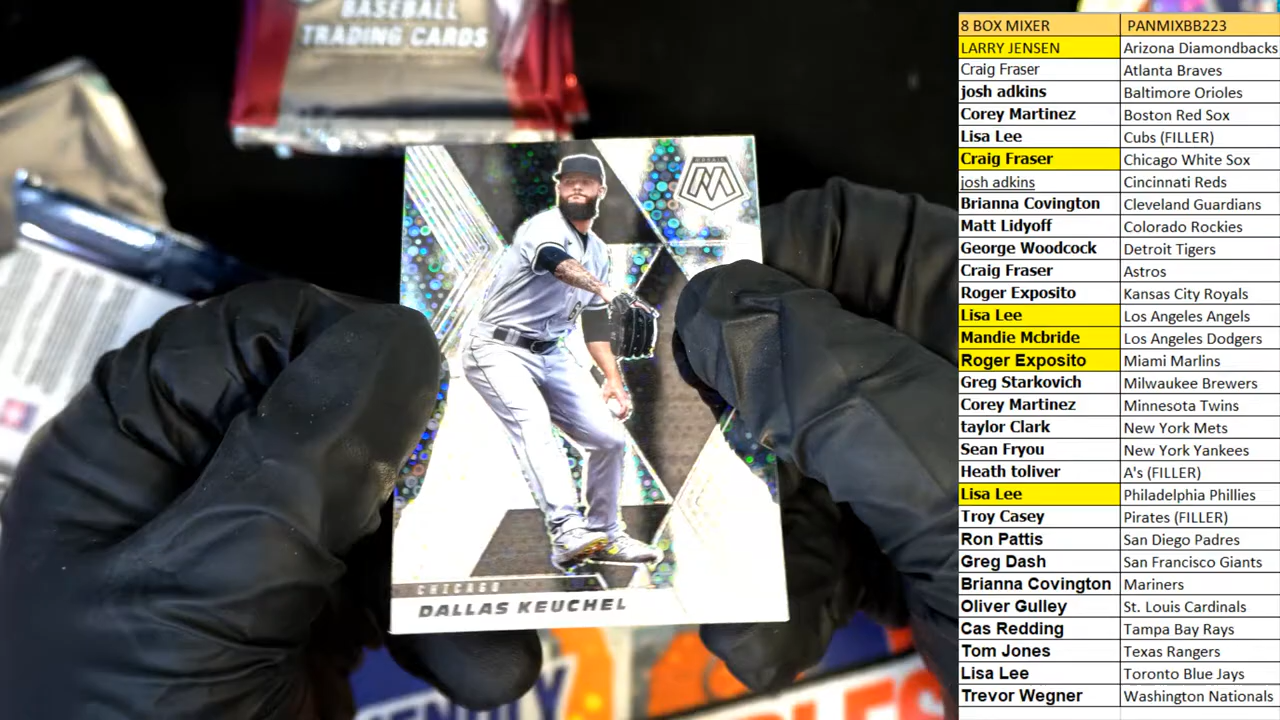 BASEBALL
TRADING CARDS
MOSAIC
CHICAGO
DALLAS KEUCHEL
8 BOX MIXER PANMIXBB223
LARRY JENSEN Arizona Diamondbacks
Craig Fraser Atlanta Braves
josh adkins Baltimore Orioles
Corey Martinez Boston Red Sox
Lisa Lee Cubs (FILLER)
Craig Fraser Chicago White Sox
josh adkins Cincinnati Reds
Brianna Covington Cleveland Guardians
Matt Lidyoff Colorado Rockies
George Woodcock Detroit Tigers
Craig Fraser Astros
Roger Exposito Kansas City Royals
Lisa Lee Los Angeles Angels
Mandie Mcbride Los Angeles Dodgers
Roger Exposito Miami Marlins
Greg Starkovich Milwaukee Brewers
Corey Martinez Minnesota Twins
taylor Clark New York Mets
Sean Fryou New York Yankees
Heath toliver A's (FILLER)
Lisa Lee Philadelphia Phillies
Troy Casey Pirates (FILLER)
Ron Pattis San Diego Padres
Greg Dash San Francisco Giants
Brianna Covington Mariners
Oliver Gulley St. Louis Cardinals
Cas Redding Tampa Bay Rays
Tom Jones Texas Rangers
Lisa Lee Toronto Blue Jays
Trevor Wegner Washington Nationals